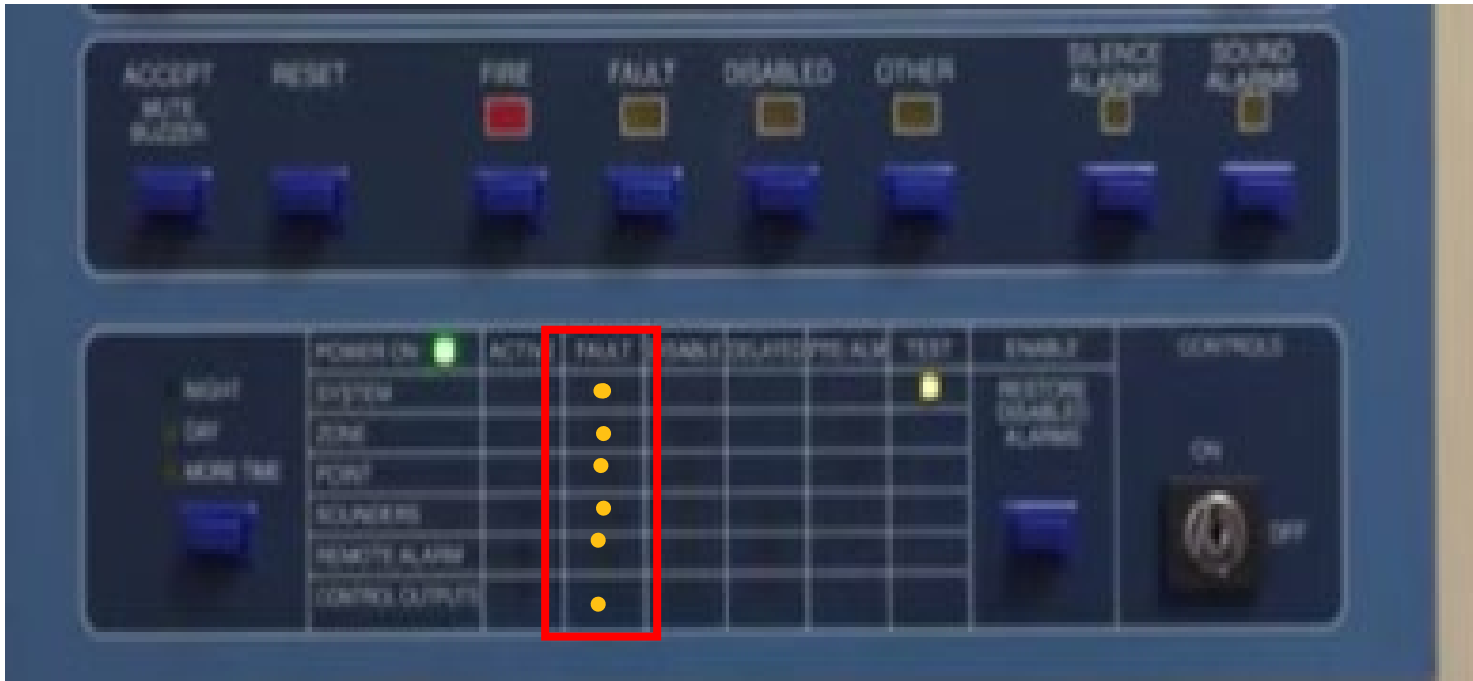 ACCEPT
MUTE
BUZZER
RESET
FIRE
FAULT
DISABLED
OTHER
SILENCE
ALARMS
SOUND
ALARMS
NIGHT
DAY
MORE TIME
POWER ON
FAULT
DELAYED
TEST
SYSTEM
ZONE
POINT
SOUNDERS
REMOTE ALARM
CONTROL OUTPUTS
ENABLE
RESTORE
DISABLED
ALARMS
CONTROLS
ON
OFF